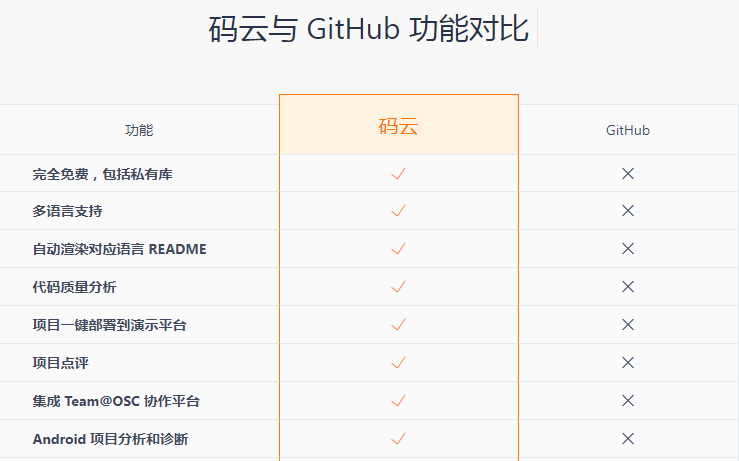 码云与 GitHub 功能对比
功能 码云 GitHub
完全免费，包括私有库
多语言支持
自动渲染对应语言 README
代码质量分析
项目一键部署到演示平台
项目点评
集成 Team@OSC 协作平台
Android 项目分析和诊断